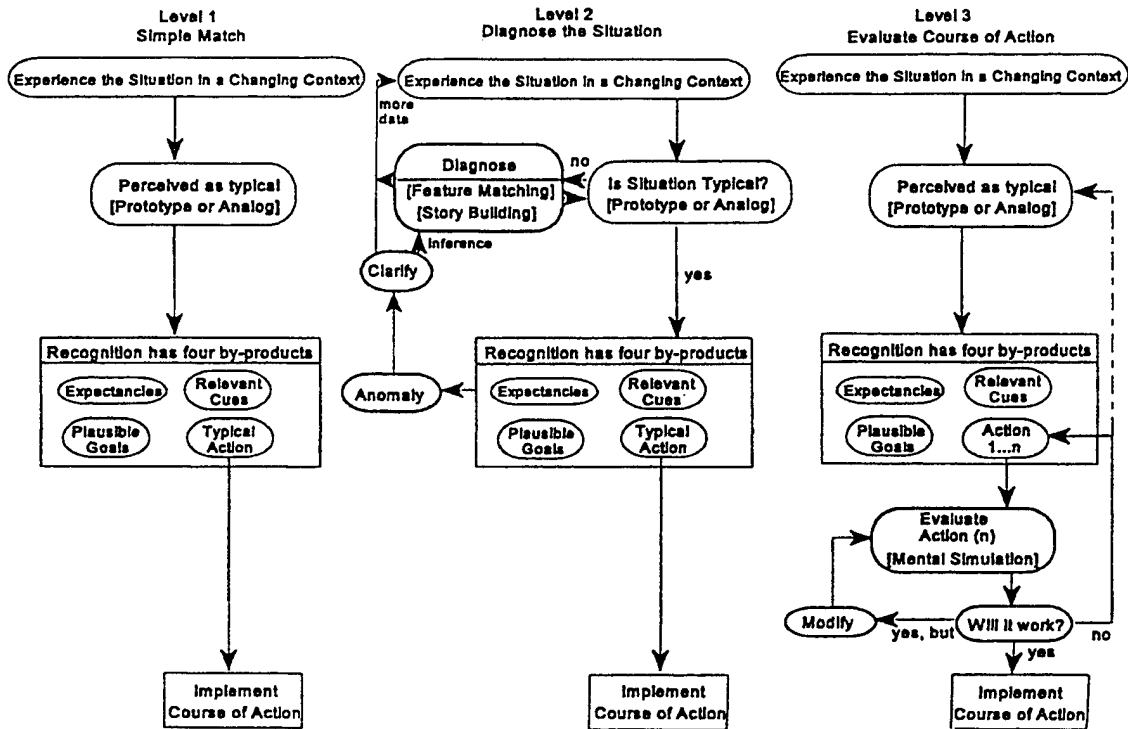 Level 1
Simple Match
Experience the Situation in a Changing Context
Perceived as typical
[Prototype or Analog]
Recognition has four by-products
Expectancies
Relevant
Cues
Plausible
Goals
Typical
Action
Implement
Course of Action
Level 2
Diagnose the Situation
Experience the Situation in a Changing Context
more
data
Diagnose
[Feature Matching]
[Story Building]
no
Is Situation Typical?
[Prototype or Analog]
inference
Clarify
yes
Anomaly
Recognition has four by-products
Expectancies
Relevant
Cues
Plausible
Goals
Typical
Action
Implement
Course of Action
Level 3
Evaluate Course of Action
Experience the Situation in a Changing Context
Perceived as typical
[Prototype or Analog]
Recognition has four by-products
Expectancies
Relevant
Cues
Plausible
Goals
Action
1...n
Evaluate
Action (n)
[Mental Simulation]
Modify
yes, but
Will it work?
no
yes
Implement
Course of Action